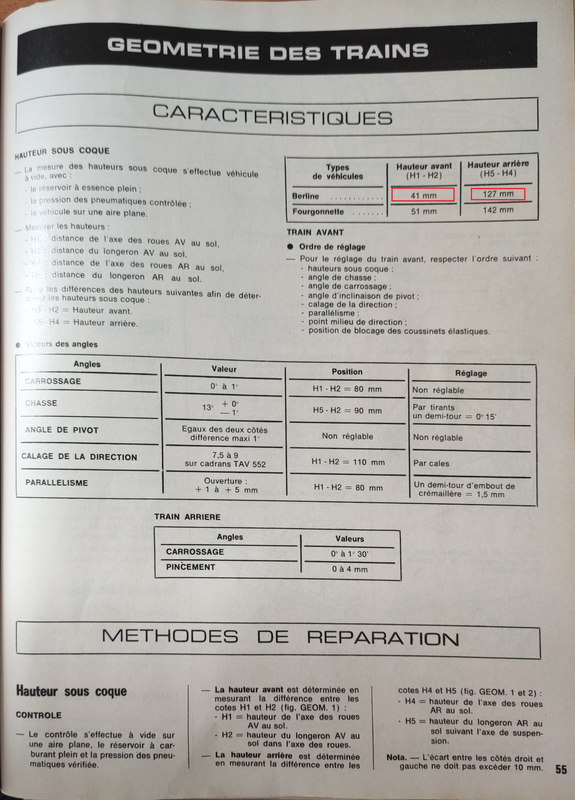 GEOMETRIE DES TRAINS
CARACTERISTIQUES
HAUTEUR SOUS COQUE
— La mesure des hauteurs sous coque s'effectue véhicule
à vide, avec :
- le réservoir à essence plein ;
- la pression des pneumatiques contrôlée ;
- le véhicule sur une aire plane.
— Mesurer les hauteurs :
- H1 : distance de l'axe des roues AV au sol,
distance du longeron AV au sol,
distance de l'axe des roues AR au sol,
distance du longeron AR au sol.
les différences des hauteurs suivantes afin de déter-
les hauteurs sous coque :
H1 - H2 = Hauteur avant.
H5 - H4 = Hauteur arrière.
Types
de véhicules
Hauteur avant
(H1 - H2)
Hauteur arrière
(H5 - H4)
Berline ............ 41 mm 127 mm
Fourgonnette ....... 51 mm 142 mm
TRAIN AVANT
● Ordre de réglage
— Pour le réglage du train avant, respecter l'ordre suivant :
- hauteurs sous coque :
- angle de chasse ;
- angle de carrossage ;
- angle d'inclinaison de pivot ;
- calage de la direction ;
- parallélisme ;
- point milieu de direction ;
- position de blocage des coussinets élastiques.
● Valeurs des angles
Angles Valeur Position Réglage
CARROSSAGE 0° à 1° H1 - H2 = 80 mm Non réglable
CHASSE 13° + 0° — 1° H5 - H2 = 90 mm Par tirants
un demi-tour = 0° 15'
ANGLE DE PIVOT Egaux des deux côtés
différence maxi 1° Non réglable Non réglable
CALAGE DE LA DIRECTION 7,5 à 9
sur cadrans TAV 552 H1 - H2 = 110 mm Par cales
PARALLELISME Ouverture :
+ 1 à + 5 mm H1 - H2 = 80 mm Un demi-tour d'embout de
crémaillère = 1,5 mm
TRAIN ARRIERE
Angles Valeurs
CARROSSAGE 0° à 1° 30'
PINCEMENT 0 à 4 mm
METHODES DE REPARATION
Hauteur sous coque
CONTROLE
— Le contrôle s'effectue à vide sur
une aire plane, le réservoir à car-
burant plein et la pression des pneu-
matiques vérifiée.
— La hauteur avant est déterminée en
mesurant la différence entre les
cotes H1 et H2 (fig. GEOM. 1) :
- H1 = hauteur de l'axe des roues
AV au sol.
- H2 = hauteur du longeron AV au
sol dans l'axe des roues.
— La hauteur arrière est déterminée
en mesurant la différence entre les
cotes H4 et H5 (fig. GEOM. 1 et 2) :
- H4 = hauteur de l'axe des roues
AR au sol.
- H5 = hauteur du longeron AR au
sol suivant l'axe de suspen-
sion.
Nota. — L'écart entre les côtés droit et
gauche ne doit pas excéder 10 mm.
55